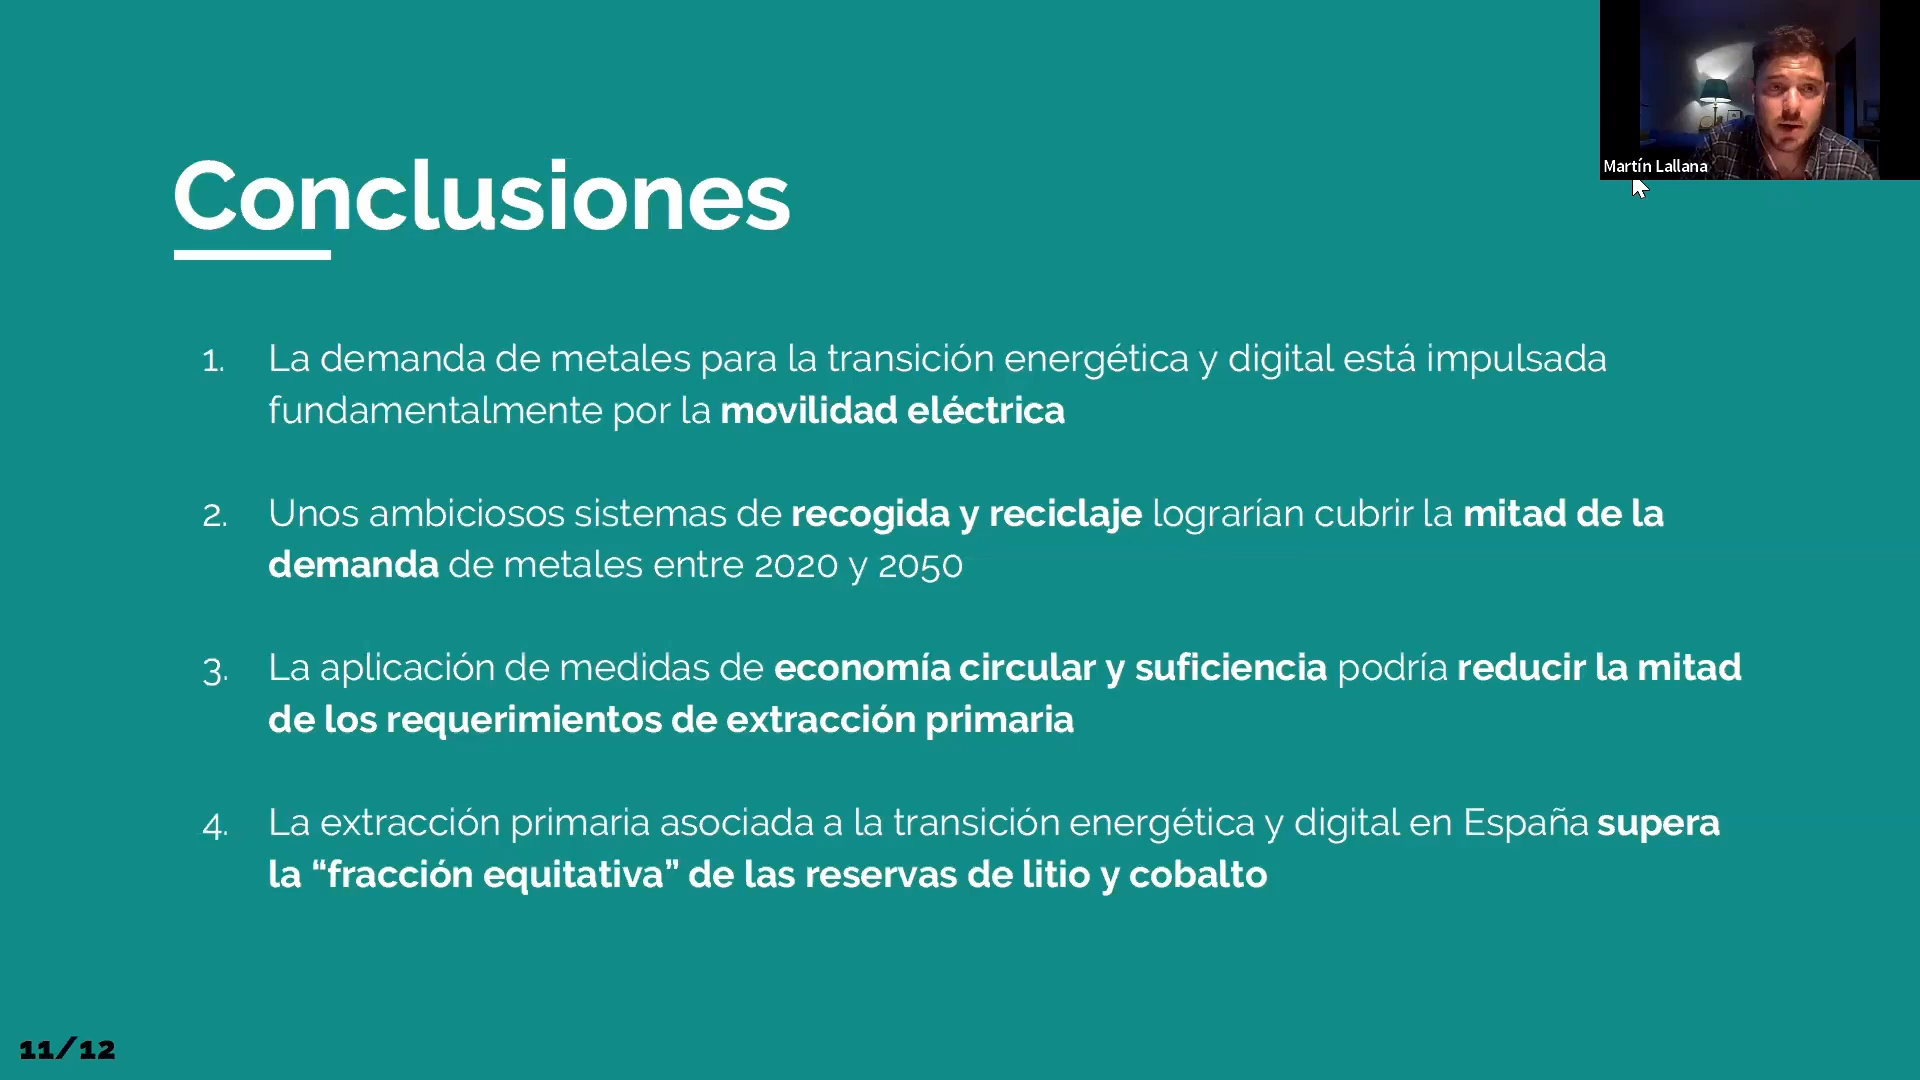 Martín Lallana
Conclusiones
1. La demanda de metales para la transición energética y digital está impulsada
fundamentalmente por la movilidad eléctrica
2. Unos ambiciosos sistemas de recogida y reciclaje lograrían cubrir la mitad de la
demanda de metales entre 2020 y 2050
3. La aplicación de medidas de economía circular y suficiencia podría reducir la mitad
de los requerimientos de extracción primaria
4. La extracción primaria asociada a la transición energética y digital en España supera
la “fracción equitativa” de las reservas de litio y cobalto
11/12